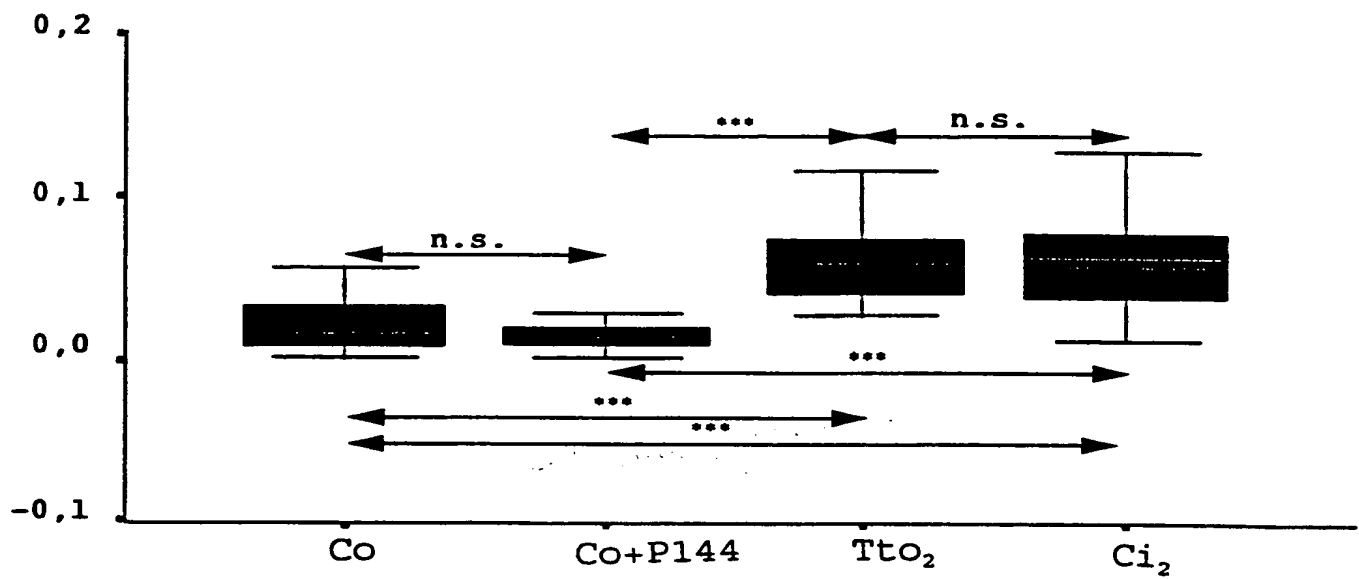 0,2
*** n.s.
0,1
n.s.
0,0
***
***
***
-0,1
Co Co+P144 Tto₂ Ci₂